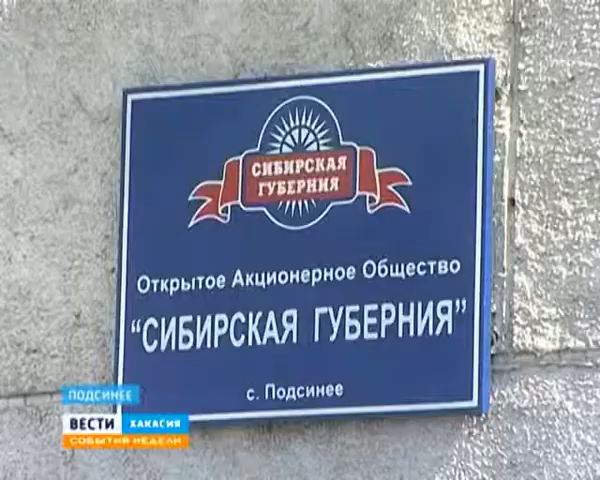 СИБИРСКАЯ
ГУБЕРНИЯ
Открытое Акционерное Общество
"СИБИРСКАЯ ГУБЕРНИЯ"
с. Подсинее
ПОДСИНЕЕ
ВЕСТИ ХАКАСИЯ
СОБЫТИЯ НЕДЕЛИ